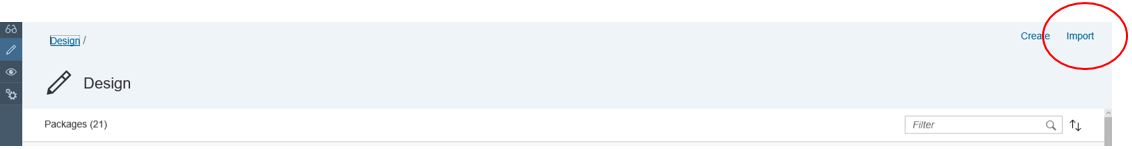 Design /
Create Import
Design
Packages (21)
Filter